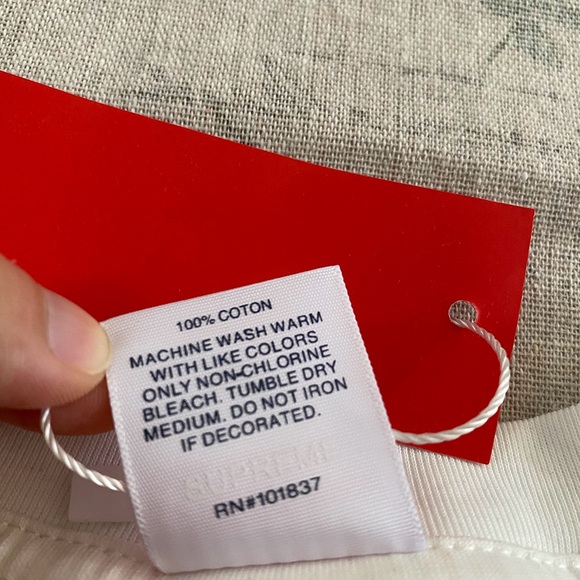 100% COTON
MACHINE WASH WARM
WITH LIKE COLORS
ONLY NON-CHLORINE
BLEACH. TUMBLE DRY
MEDIUM. DO NOT IRON
IF DECORATED.
SUPREM
RN#101837